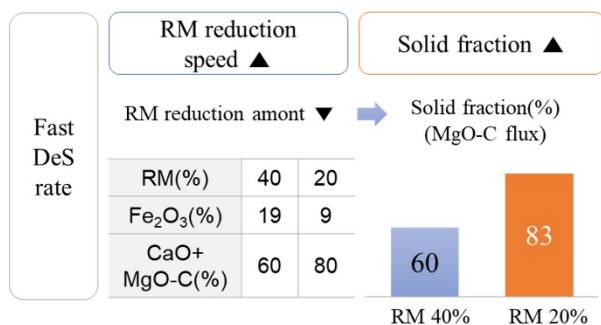 Fast
DeS
rate
RM reduction
speed ▲
Solid fraction ▲
RM reduction amont ▼
Solid fraction(%)
(MgO-C flux)
RM(%) 40 20
Fe₂O₃(%) 19 9
CaO+
MgO-C(%) 60 80
60
83
RM 40% RM 20%